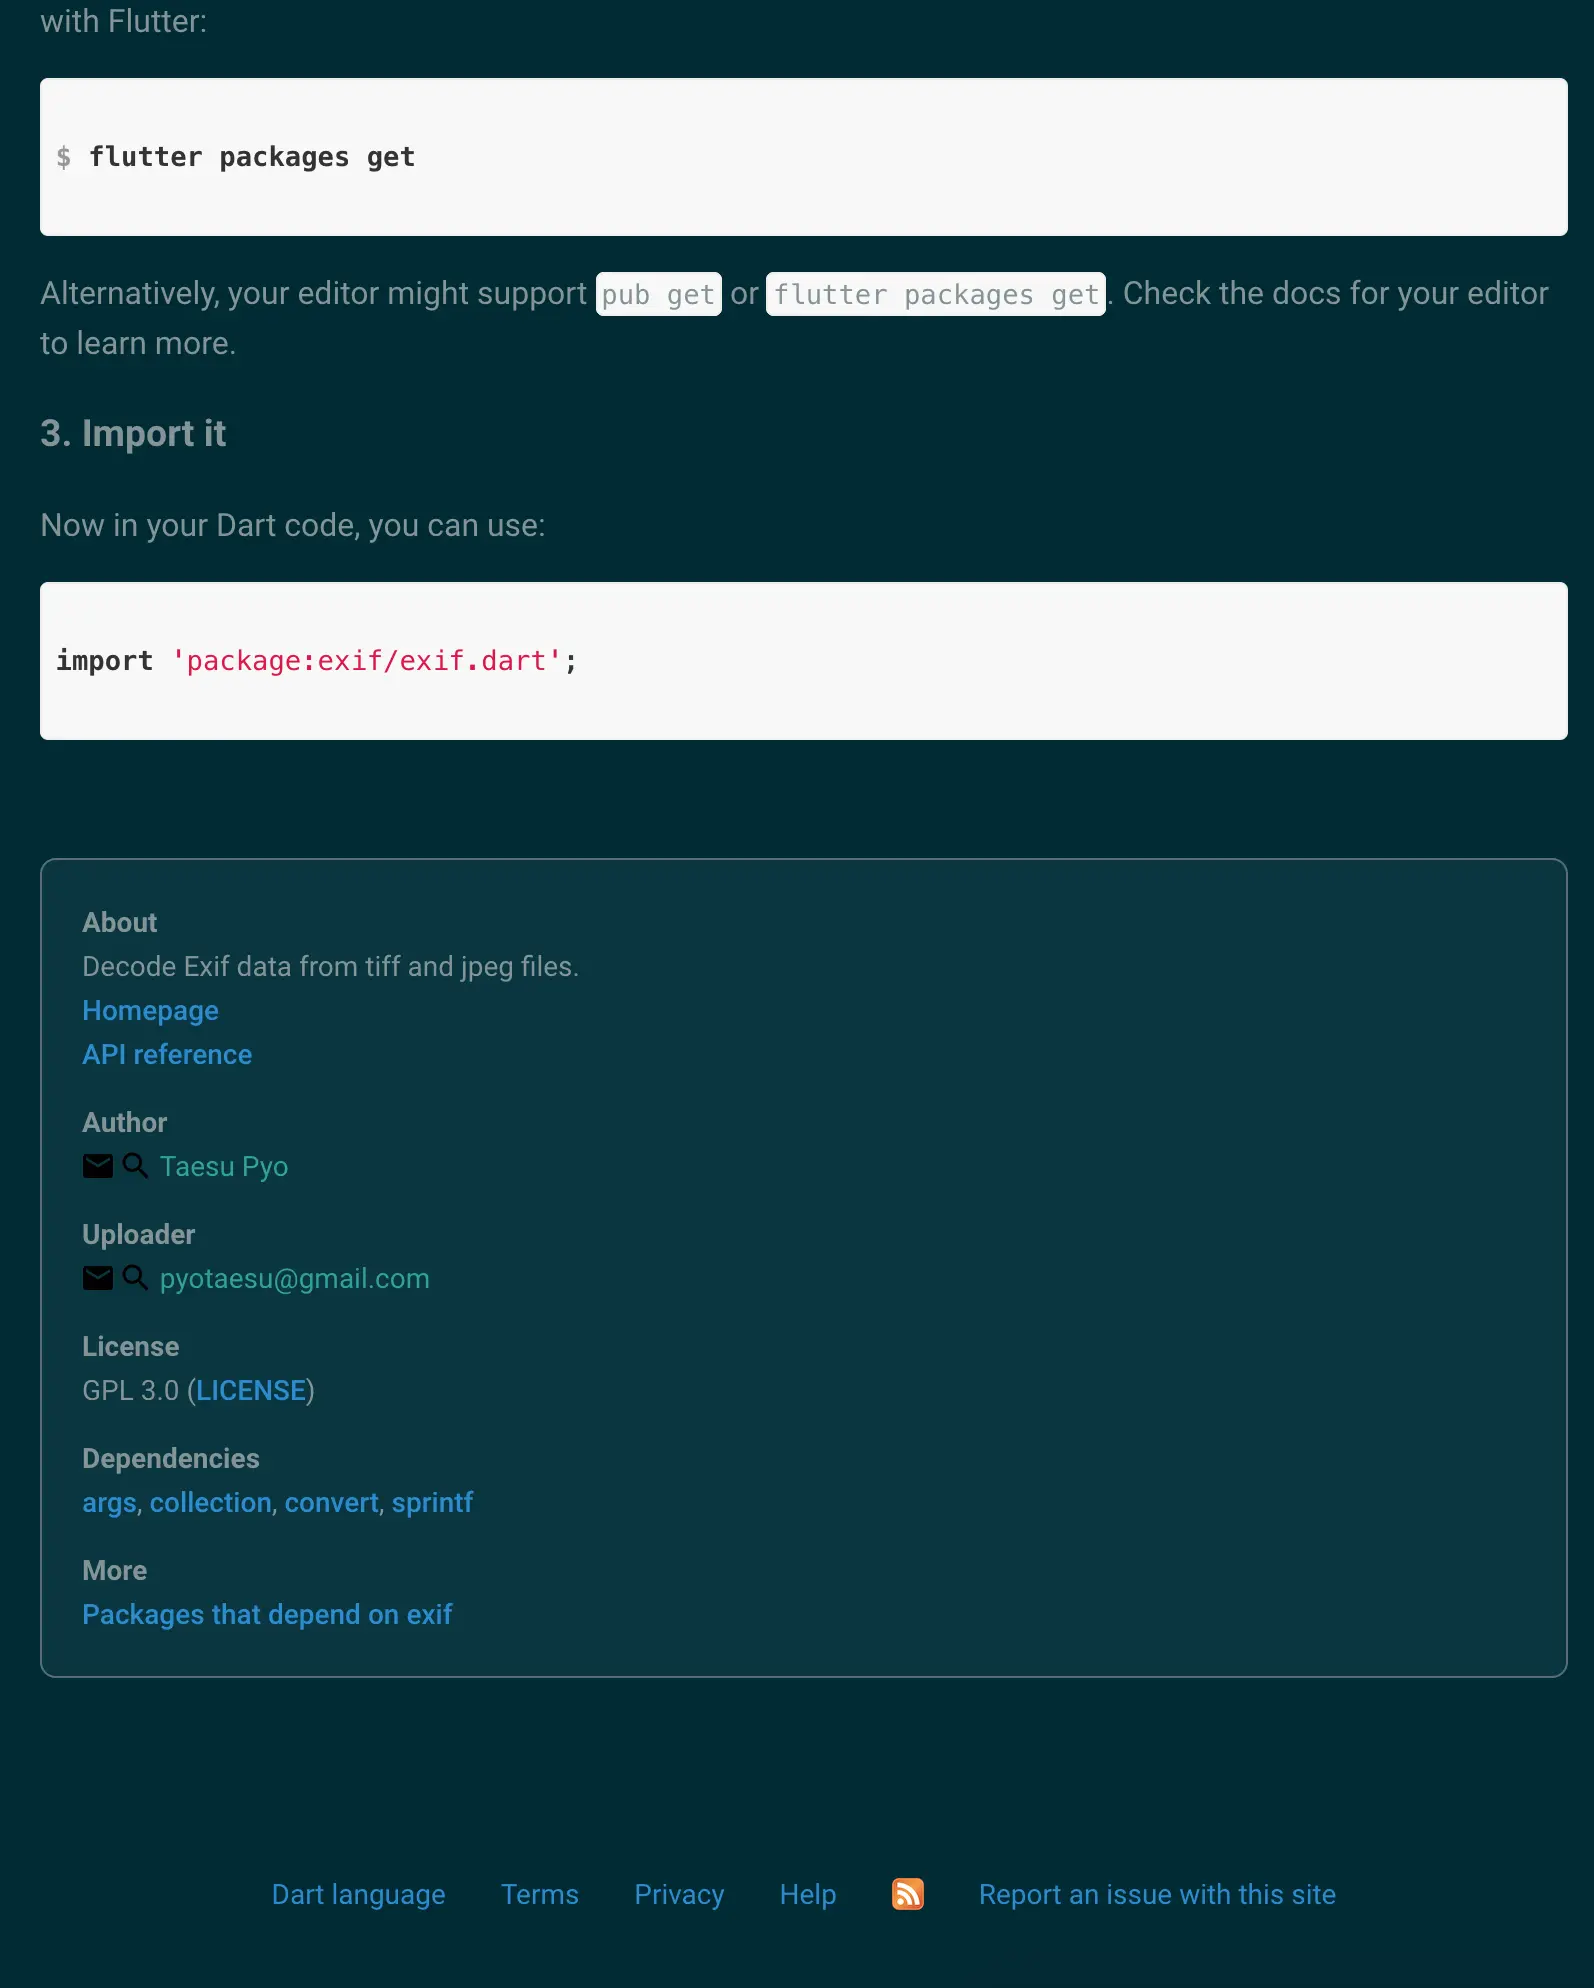 with Flutter:
$ flutter packages get
Alternatively, your editor might support pub get or flutter packages get. Check the docs for your editor
to learn more.
3. Import it
Now in your Dart code, you can use:
import 'package:exif/exif.dart';
About
Decode Exif data from tiff and jpeg files.
Homepage
API reference
Author
Taesu Pyo
Uploader
pyotaesu@gmail.com
License
GPL 3.0 (LICENSE)
Dependencies
args, collection, convert, sprintf
More
Packages that depend on exif
Dart language Terms Privacy Help Report an issue with this site